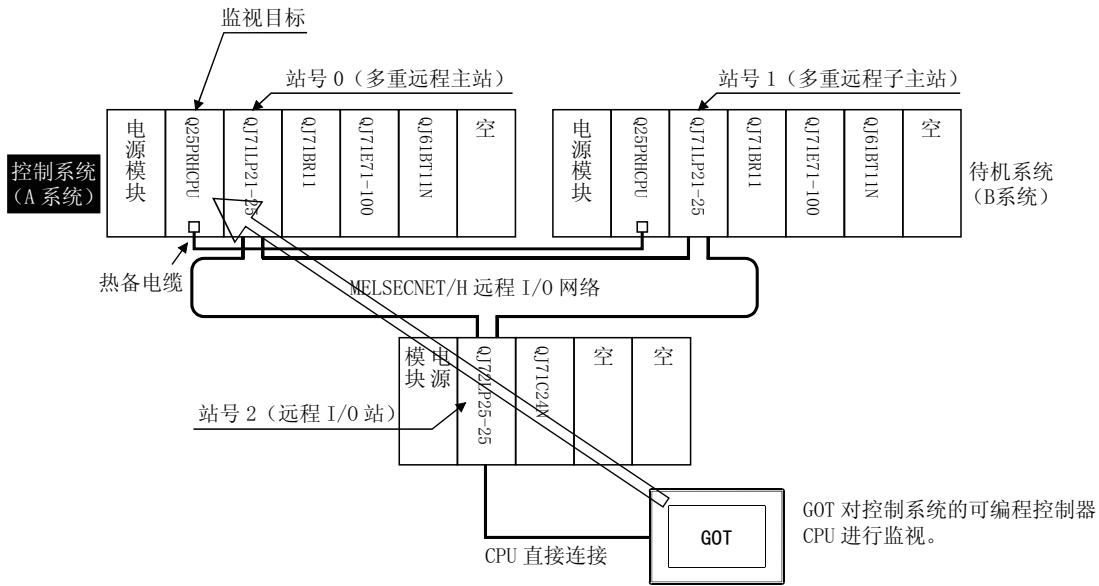 监视目标
站号 0（多重远程主站）
站号 1（多重远程子主站）
控制系统
（A 系统）
电源模块
Q25PRHCPU
QJ71LP21-25
QJ71BR11
QJ71E71-100
QJ61BT11N
空
电源模块
Q25PRHCPU
QJ71LP21-25
QJ71BR11
QJ71E71-100
QJ61BT11N
空
待机系统
（B系统）
热备电缆
MELSECNET/H 远程 I/O 网络
电源模块
QJ72LP25-25
QJ71C24N
空
空
站号 2（远程 I/O 站）
GOT
CPU 直接连接
GOT 对控制系统的可编程控制器
CPU 进行监视。